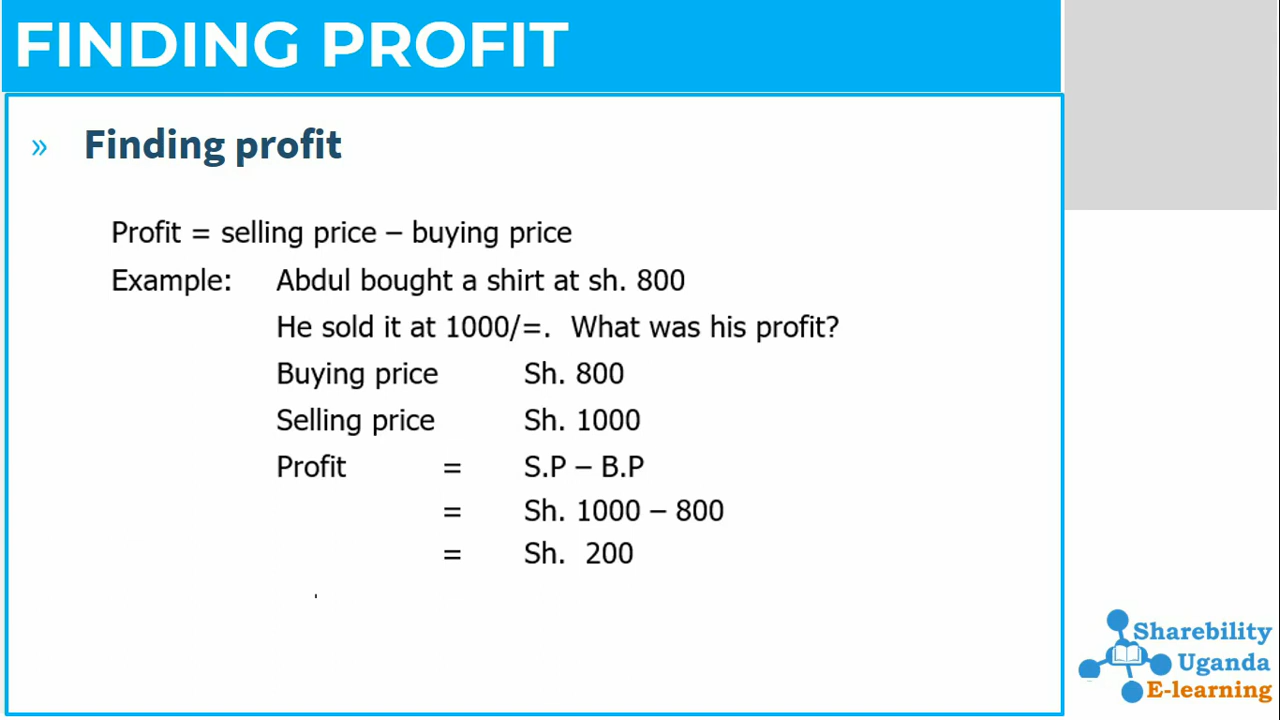 FINDING PROFIT
» Finding profit
Profit = selling price – buying price
Example: Abdul bought a shirt at sh. 800
He sold it at 1000/=. What was his profit?
Buying price Sh. 800
Selling price Sh. 1000
Profit = S.P – B.P
= Sh. 1000 – 800
= Sh. 200
Sharebility
Uganda
E-learning